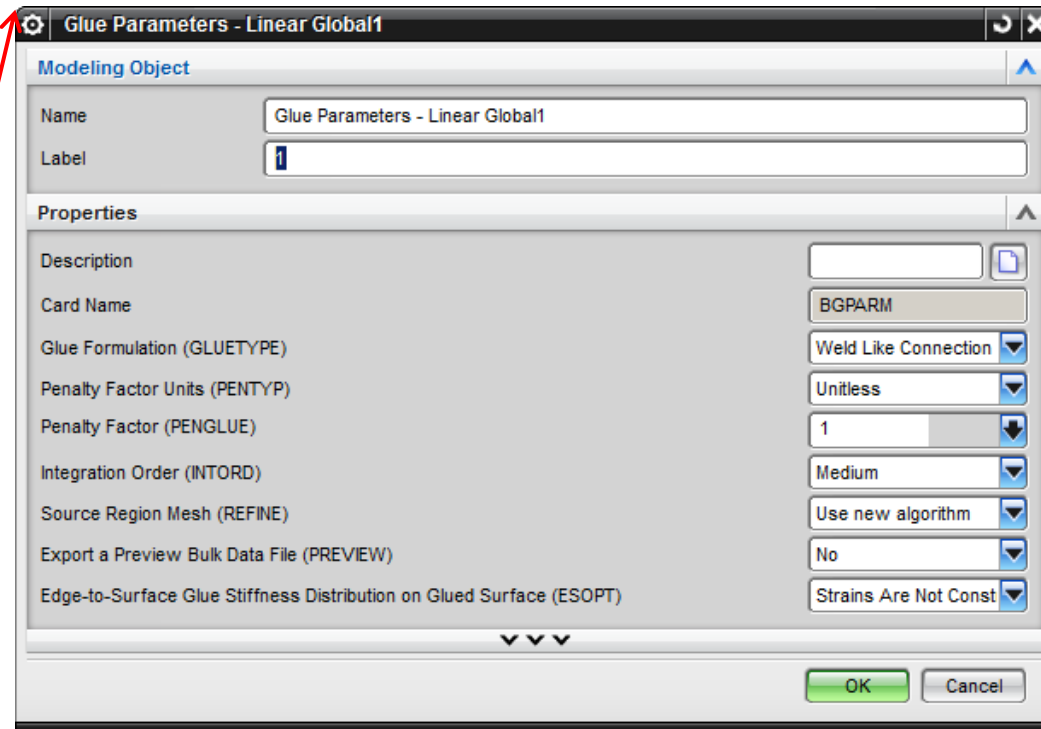 Glue Parameters - Linear Global1
Modeling Object
Name Glue Parameters - Linear Global1
Label 1
Properties
Description
Card Name BGPARM
Glue Formulation (GLUETYPE) Weld Like Connection
Penalty Factor Units (PENTYP) Unitless
Penalty Factor (PENGLUE) 1
Integration Order (INTORD) Medium
Source Region Mesh (REFINE) Use new algorithm
Export a Preview Bulk Data File (PREVIEW) No
Edge-to-Surface Glue Stiffness Distribution on Glued Surface (ESOPT) Strains Are Not Const
OK Cancel